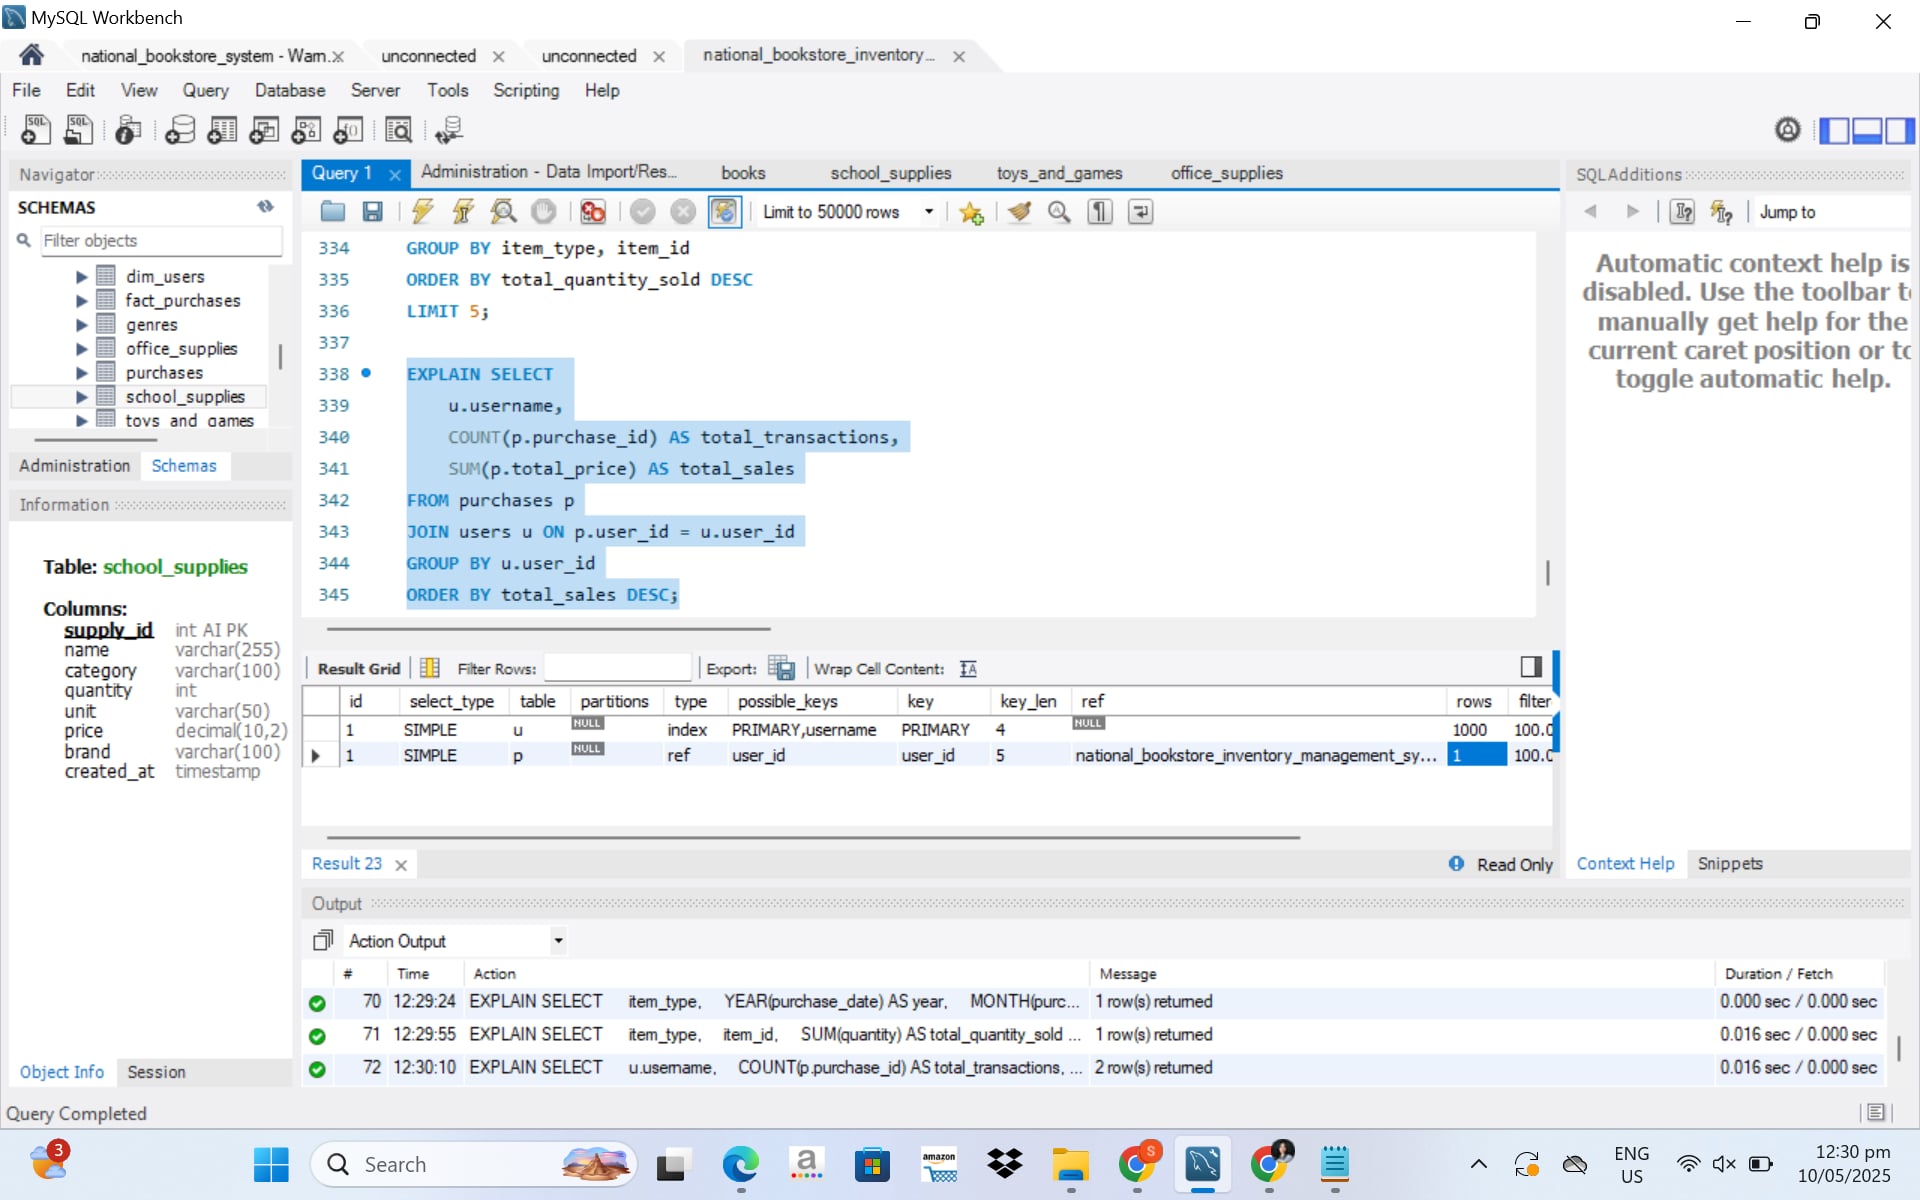 MySQL Workbench
national_bookstore_system - Warn.
unconnected
unconnected
national_bookstore_inventory...
File Edit View Query Database Server Tools Scripting Help
Navigator
SCHEMAS
Filter objects
dim_users
fact_purchases
genres
office_supplies
purchases
school_supplies
toys_and_games
Administration Schemas
Information
Table: school_supplies
Columns:
supply_id int AI PK
name varchar(255)
category varchar(100)
quantity int
unit varchar(50)
price decimal(10,2)
brand varchar(100)
created_at timestamp
Object Info Session
Query 1
Administration - Data Import/Res...
books
school_supplies
toys_and_games
office_supplies
Limit to 50000 rows
334 GROUP BY item_type, item_id
335 ORDER BY total_quantity_sold DESC
336 LIMIT 5;
337
338 EXPLAIN SELECT
339 u.username,
340 COUNT(p.purchase_id) AS total_transactions,
341 SUM(p.total_price) AS total_sales
342 FROM purchases p
343 JOIN users u ON p.user_id = u.user_id
344 GROUP BY u.user_id
345 ORDER BY total_sales DESC;
Result Grid Filter Rows: Export: Wrap Cell Content:
id select_type table partitions type possible_keys key key_len ref rows filter
1 SIMPLE u NULL index PRIMARY,username PRIMARY 4 NULL 1000 100.0
1 SIMPLE p NULL ref user_id user_id 5 national_bookstore_inventory_management_sy... 1 100.0
Result 23
Read Only
SQLAdditions
Jump to
Automatic context help is
disabled. Use the toolbar to
manually get help for the
current caret position or to
toggle automatic help.
Context Help Snippets
Output
Action Output
# Time Action Message Duration / Fetch
70 12:29:24 EXPLAIN SELECT item_type, YEAR(purchase_date) AS year, MONTH(purc... 1 row(s) returned 0.000 sec / 0.000 sec
71 12:29:55 EXPLAIN SELECT item_type, item_id, SUM(quantity) AS total_quantity_sold ... 1 row(s) returned 0.016 sec / 0.000 sec
72 12:30:10 EXPLAIN SELECT u.username, COUNT(p.purchase_id) AS total_transactions, ... 2 row(s) returned 0.016 sec / 0.000 sec
Query Completed
3
Search
a
amazon
S
ENG
US
12:30 pm
10/05/2025